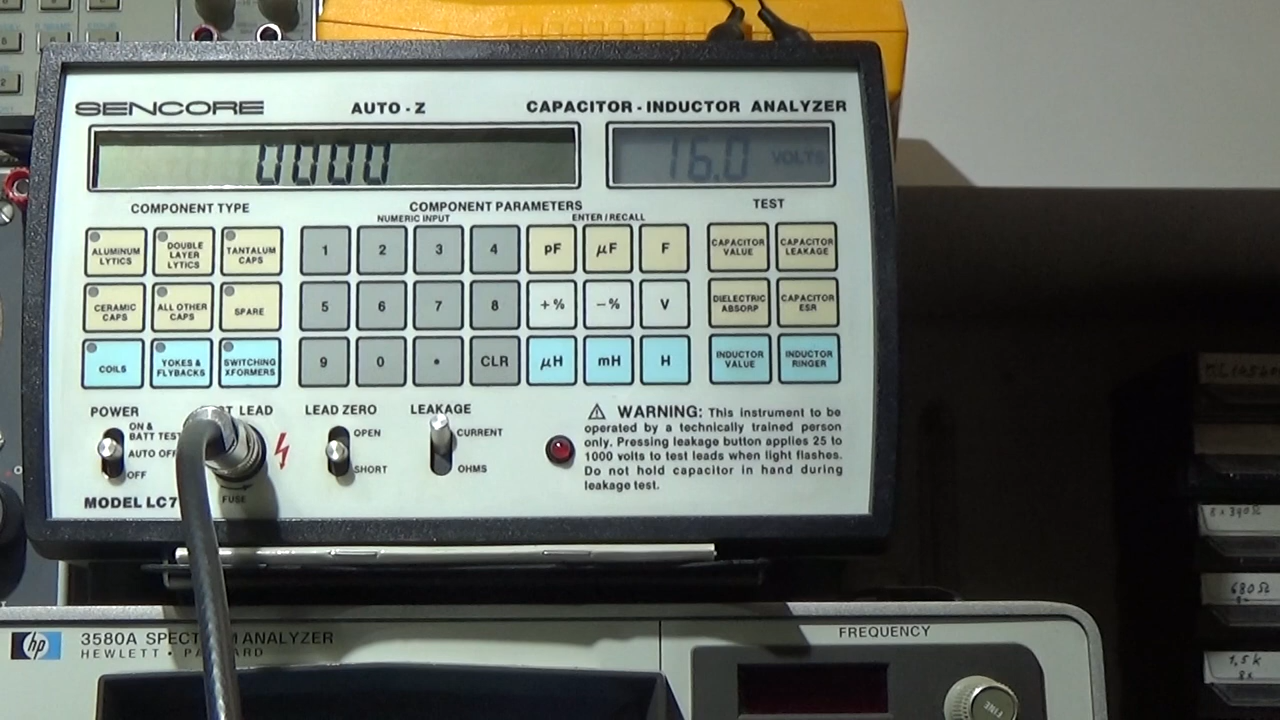 SENCORE
AUTO - Z
CAPACITOR - INDUCTOR ANALYZER
0000
16.0 VOLTS
COMPONENT TYPE
COMPONENT PARAMETERS
NUMERIC INPUT
ENTER / RECALL
TEST
ALUMINUM LYTICS
DOUBLE LAYER LYTICS
TANTALUM CAPS
1 2 3 4 pF µF F
CAPACITOR VALUE
CAPACITOR LEAKAGE
CERAMIC CAPS
ALL OTHER CAPS
SPARE
5 6 7 8 +% -% V
DIELECTRIC ABSORP
CAPACITOR ESR
COILS
YOKES & FLYBACKS
SWITCHING XFORMERS
9 0 • CLR µH mH H
INDUCTOR VALUE
INDUCTOR RINGER
POWER
ON & BATT TEST
AUTO OFF
OFF
LEAD
FUSE
LEAD ZERO
OPEN
SHORT
LEAKAGE
CURRENT
OHMS
⚠ WARNING: This instrument to be
operated by a technically trained person
only. Pressing leakage button applies 25 to
1000 volts to test leads when light flashes.
Do not hold capacitor in hand during
leakage test.
MODEL LC7
hp
3580A SPECTRUM ANALYZER
HEWLETT • PACKARD
FREQUENCY
FINE
8 x 390Ω
680Ω
1,5 k
8x